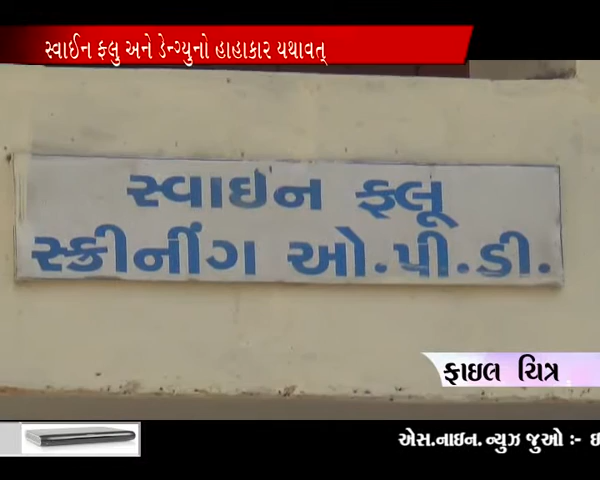 સ્વાઈન ફ્લુ અને ડેન્ગ્યુનો હાહાકાર યથાવત્
સ્વાઇન ફ્લૂ
સ્ક્રીનીંગ ઓ.પી.ડી.
ફાઇલ ચિત્ર
એસ.નાઇન.ન્યુઝ જુઓ :-